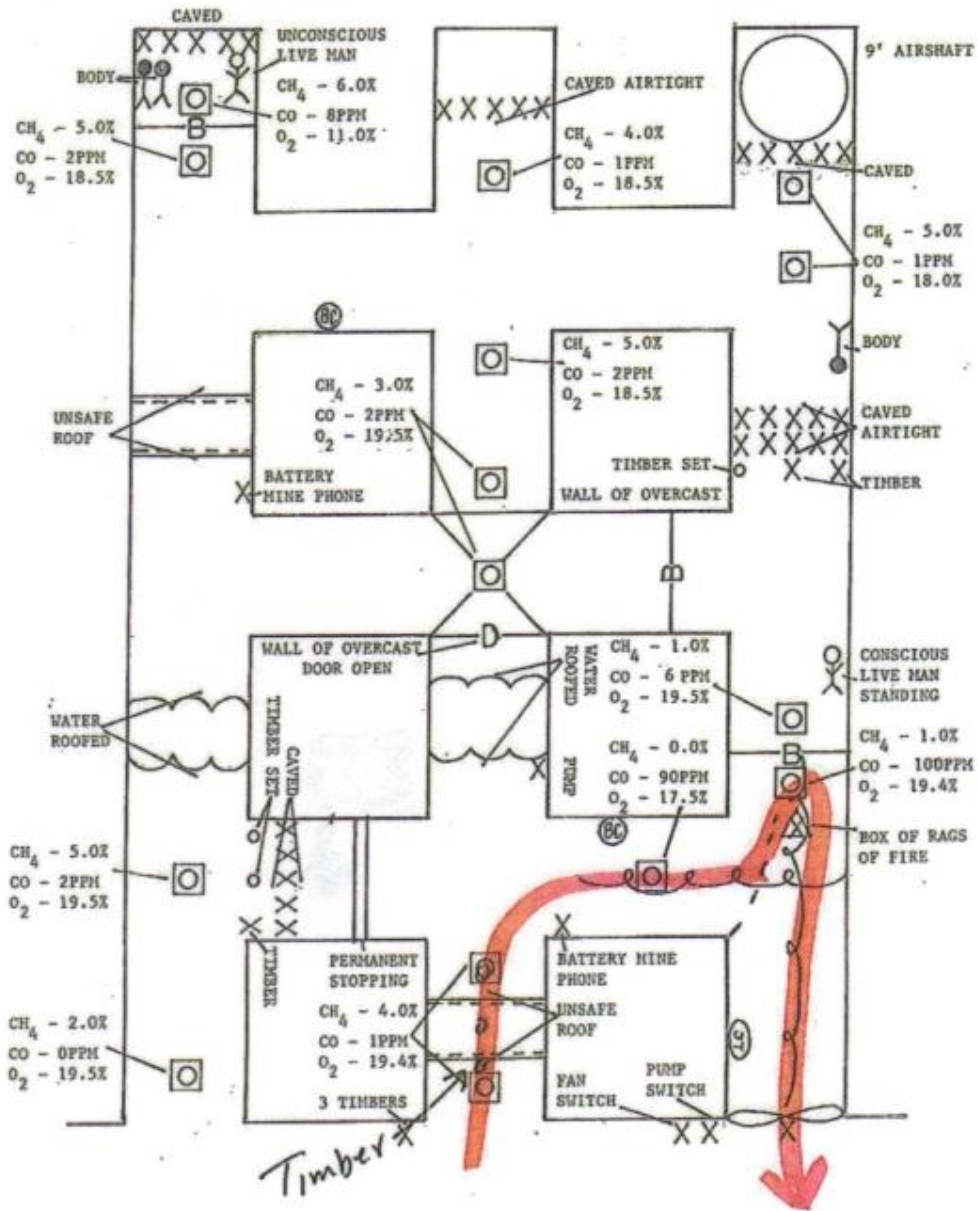 CAVED
UNCONSCIOUS
LIVE MAN
CH4 - 6.0%
CO - 8PPM
O2 - 11.0%
BODY
CH4 - 5.0%
CO - 2PPM
O2 - 18.5%
B
CAVED AIRTIGHT
CH4 - 4.0%
CO - 1PPM
O2 - 18.5%
9' AIRSHAFT
CAVED
CH4 - 5.0%
CO - 1PPM
O2 - 18.0%
BODY
BC
CH4 - 3.0%
CO - 2PPM
O2 - 19.5%
UNSAFE
ROOF
BATTERY
MINE PHONE
CH4 - 5.0%
CO - 2PPM
O2 - 18.5%
TIMBER SET
WALL OF OVERCAST
CAVED
AIRTIGHT
TIMBER
B
WALL OF OVERCAST
DOOR OPEN
D
WATER
ROOFED
TIMBER SET
CAVED
WATER
ROOFED
PUMP
CH4 - 1.0%
CO - 6 PPM
O2 - 19.5%
CH4 - 0.0%
CO - 90PPM
O2 - 17.5%
BC
CONSCIOUS
LIVE MAN
STANDING
B
CH4 - 1.0%
CO - 100PPM
O2 - 19.4%
BOX OF RAGS
OF FIRE
CH4 - 5.0%
CO - 2PPM
O2 - 19.5%
TIMBER
PERMANENT
STOPPING
CH4 - 4.0%
CO - 1PPM
O2 - 19.4%
3 TIMBERS
BATTERY MINE
PHONE
UNSAFE
ROOF
FAN
SWITCH
PUMP
SWITCH
CH4 - 2.0%
CO - 0PPM
O2 - 19.5%
Timber